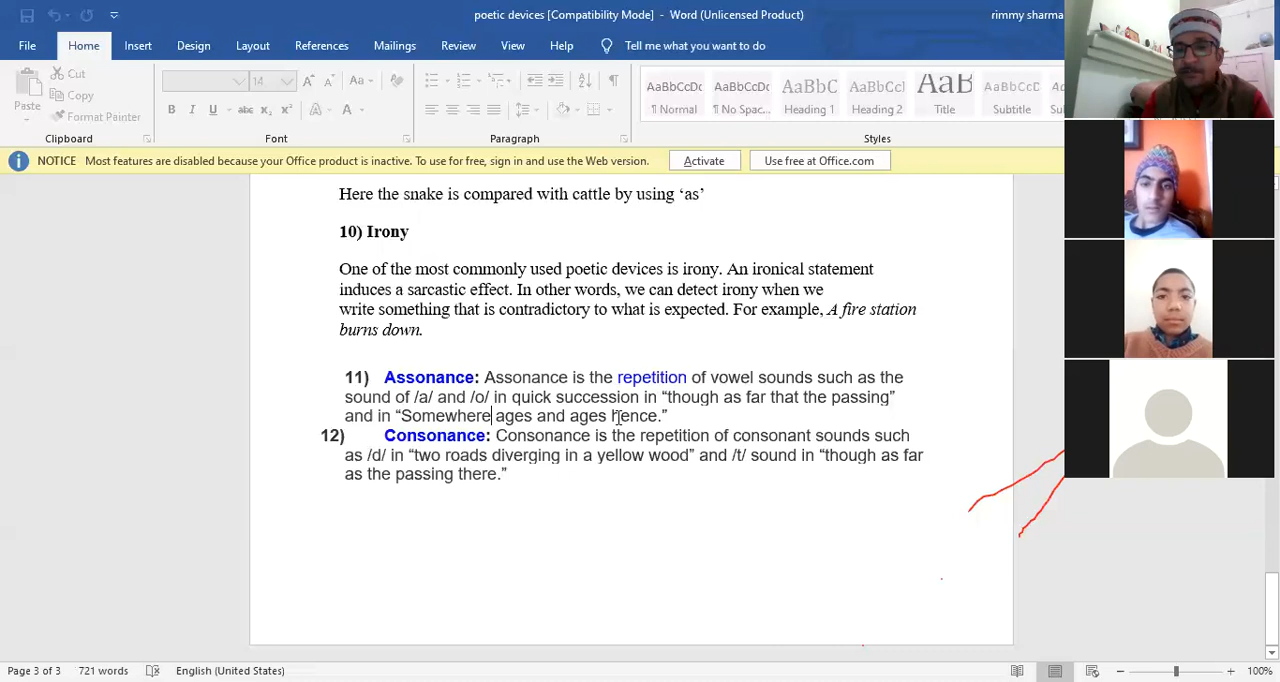 poetic devices [Compatibility Mode] - Word (Unlicensed Product)
rimmy sharma
File Home Insert Design Layout References Mailings Review View Help Tell me what you want to do
Paste
Cut
Copy
Format Painter
14
Aa
B I U abc x₂ x² A A
AaBbCcDc AaBbCcDc AaBbC AaBbCcI AaB AaBbCcD
¶ Normal ¶ No Spac... Heading 1 Heading 2 Title Subtitle
Clipboard Font Paragraph Styles
NOTICE Most features are disabled because your Office product is inactive. To use for free, sign in and use the Web version. Activate Use free at Office.com
Here the snake is compared with cattle by using ‘as’
10) Irony
One of the most commonly used poetic devices is irony. An ironical statement
induces a sarcastic effect. In other words, we can detect irony when we
write something that is contradictory to what is expected. For example, A fire station
burns down.
11) Assonance: Assonance is the repetition of vowel sounds such as the
sound of /a/ and /o/ in quick succession in “though as far that the passing”
and in “Somewhere ages and ages hence.”
12) Consonance: Consonance is the repetition of consonant sounds such
as /d/ in “two roads diverging in a yellow wood” and /t/ sound in “though as far
as the passing there.”
Page 3 of 3 721 words English (United States) 100%